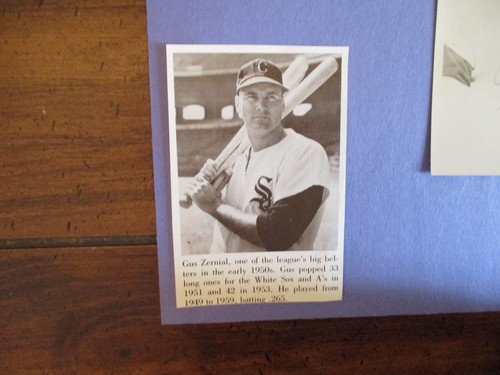 C
S
Gus Zernial, one of the league's big bel-
ters in the early 1950s. Gus popped 33
long ones for the White Sox and A's in
1951 and 42 in 1953. He played from
1949 to 1959, batting .265.